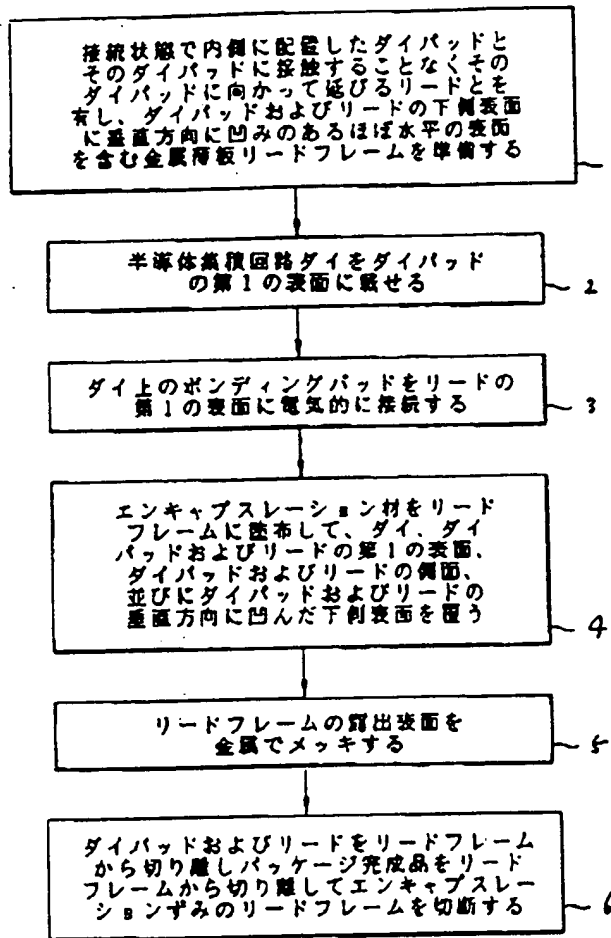 接続状態で内側に配置したダイパッドと
そのダイパッドに接触することなくその
ダイパッドに向かって延びるリードとを
有し、ダイパッドおよびリードの下側表面
に垂直方向に凹みのあるほぼ水平の表面
を含む金属薄板リードフレームを準備する
半導体集積回路ダイをダイパッド
の第1の表面に載せる
2
ダイ上のボンディングパッドをリードの
第1の表面に電気的に接続する
3
エンキャプスレーション材をリード
フレームに塗布して、ダイ、ダイ
パッドおよびリードの第1の表面、
ダイパッドおよびリードの側面、
並びにダイパッドおよびリードの
垂直方向に凹んだ下側表面を覆う
4
リードフレームの露出表面を
金属でメッキする
5
ダイパッドおよびリードをリードフレーム
から切り離しパッケージ完成品をリード
フレームから切り離してエンキャプスレー
ションずみのリードフレームを切断する
6